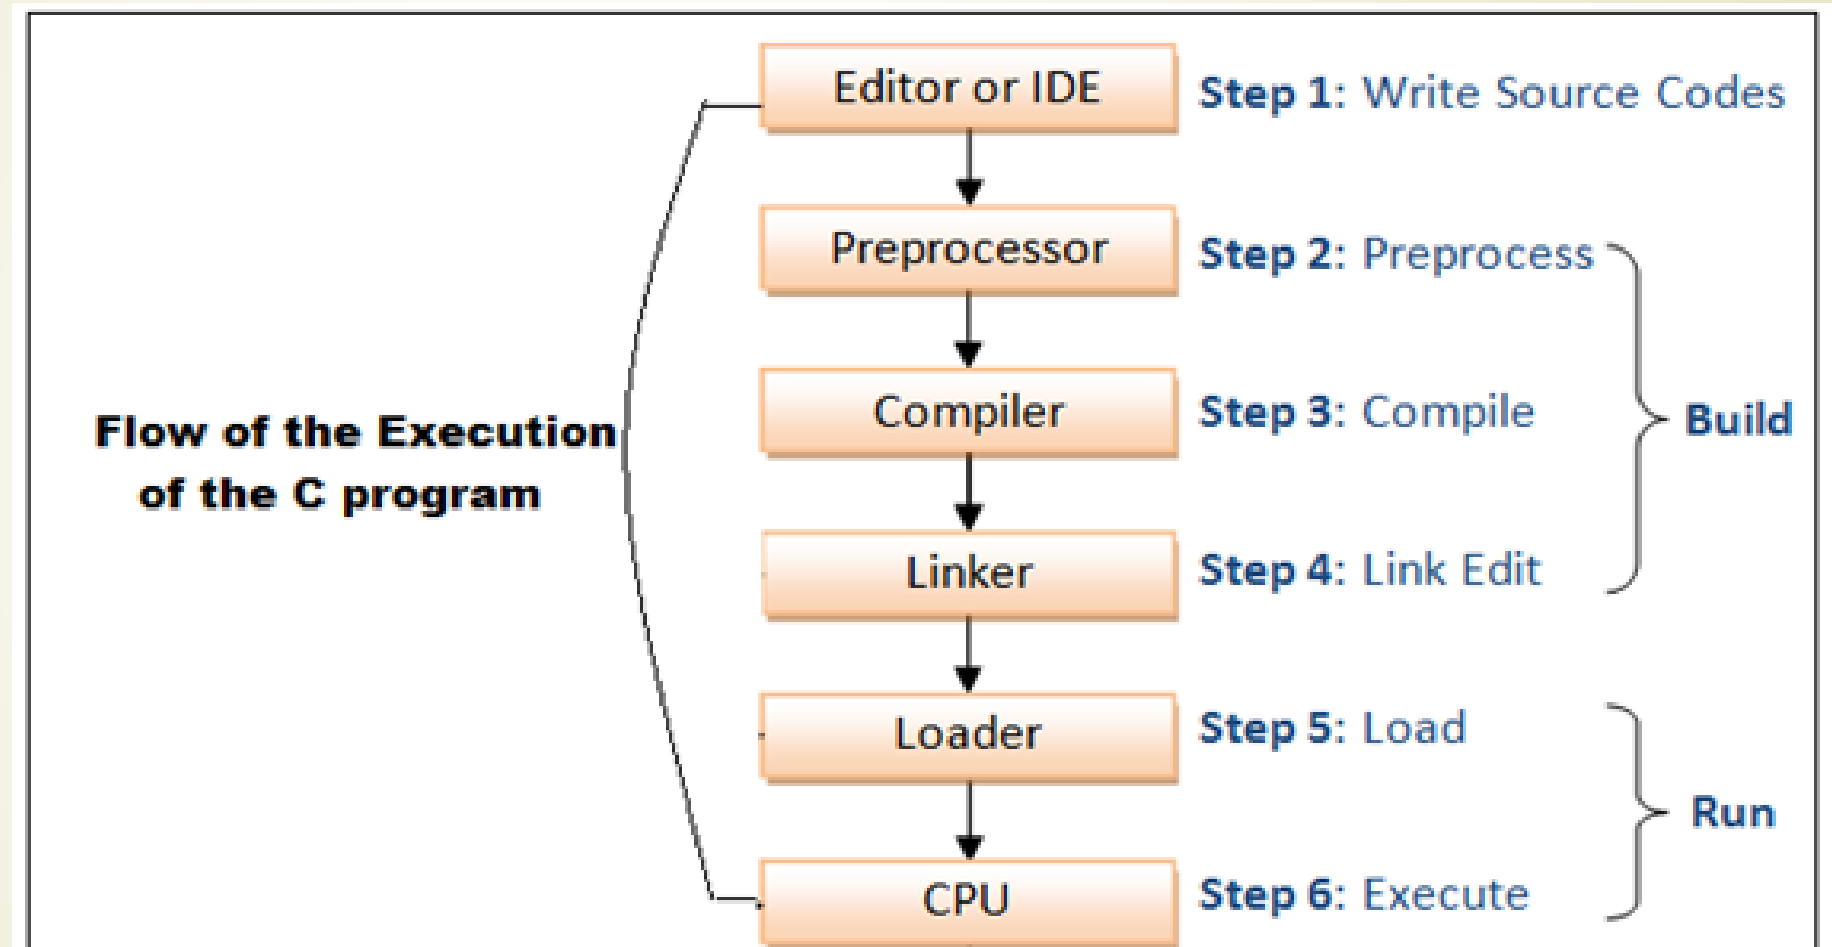 Editor or IDE
Step 1: Write Source Codes
Preprocessor
Step 2: Preprocess
Compiler
Step 3: Compile
Build
Flow of the Execution
of the C program
Linker
Step 4: Link Edit
Loader
Step 5: Load
Run
CPU
Step 6: Execute